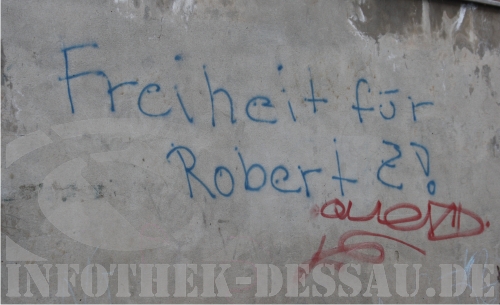 Freiheit für
Robert Z!
INFOTHEK-DESSAU.DE